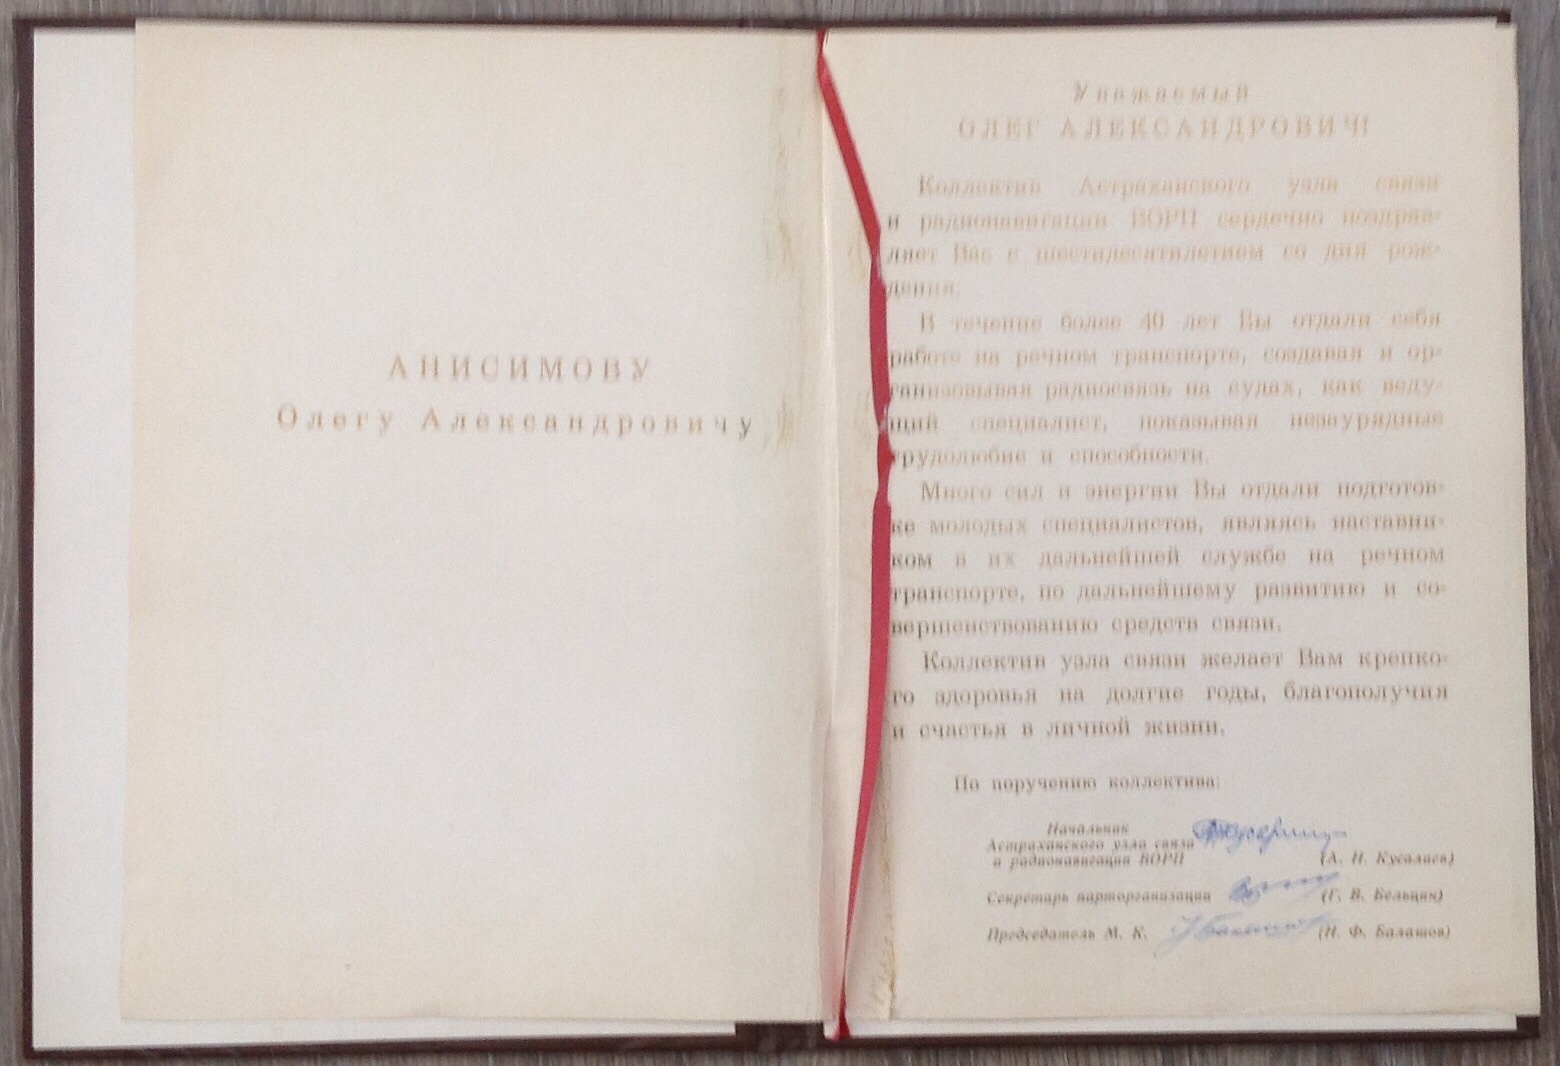 АНИСИМОВУ
Олегу Александровичу
Уважаемый
ОЛЕГ АЛЕКСАНДРОВИЧ!
Коллектив Астраханского узла связи
и радионавигации ВОРП сердечно поздрав-
ляет Вас с шестидесятилетием со дня рож-
дения.
В течение более 40 лет Вы отдали себя
работе на речном транспорте, создавая и ор-
ганизовывая радиосвязь на судах, как веду-
щий специалист, показывая незаурядные
трудолюбие и способности.
Много сил и энергии Вы отдали подготов-
ке молодых специалистов, являясь настаvни-
ком в их дальнейшей службе на речном
транспорте, по дальнейшему развитию и со-
вершенствованию средств связи.
Коллектив узла связи желает Вам крепко-
го здоровья на долгие годы, благополучия
и счастья в личной жизни.
По поручению коллектива:
Начальник
Астраханского узла связи
и радионавигации ВОРП
(А. Н. Кусалиев)
Секретарь парторганизации
(Г. В. Бельцин)
Председатель М. К.
(Н. Ф. Балашов)